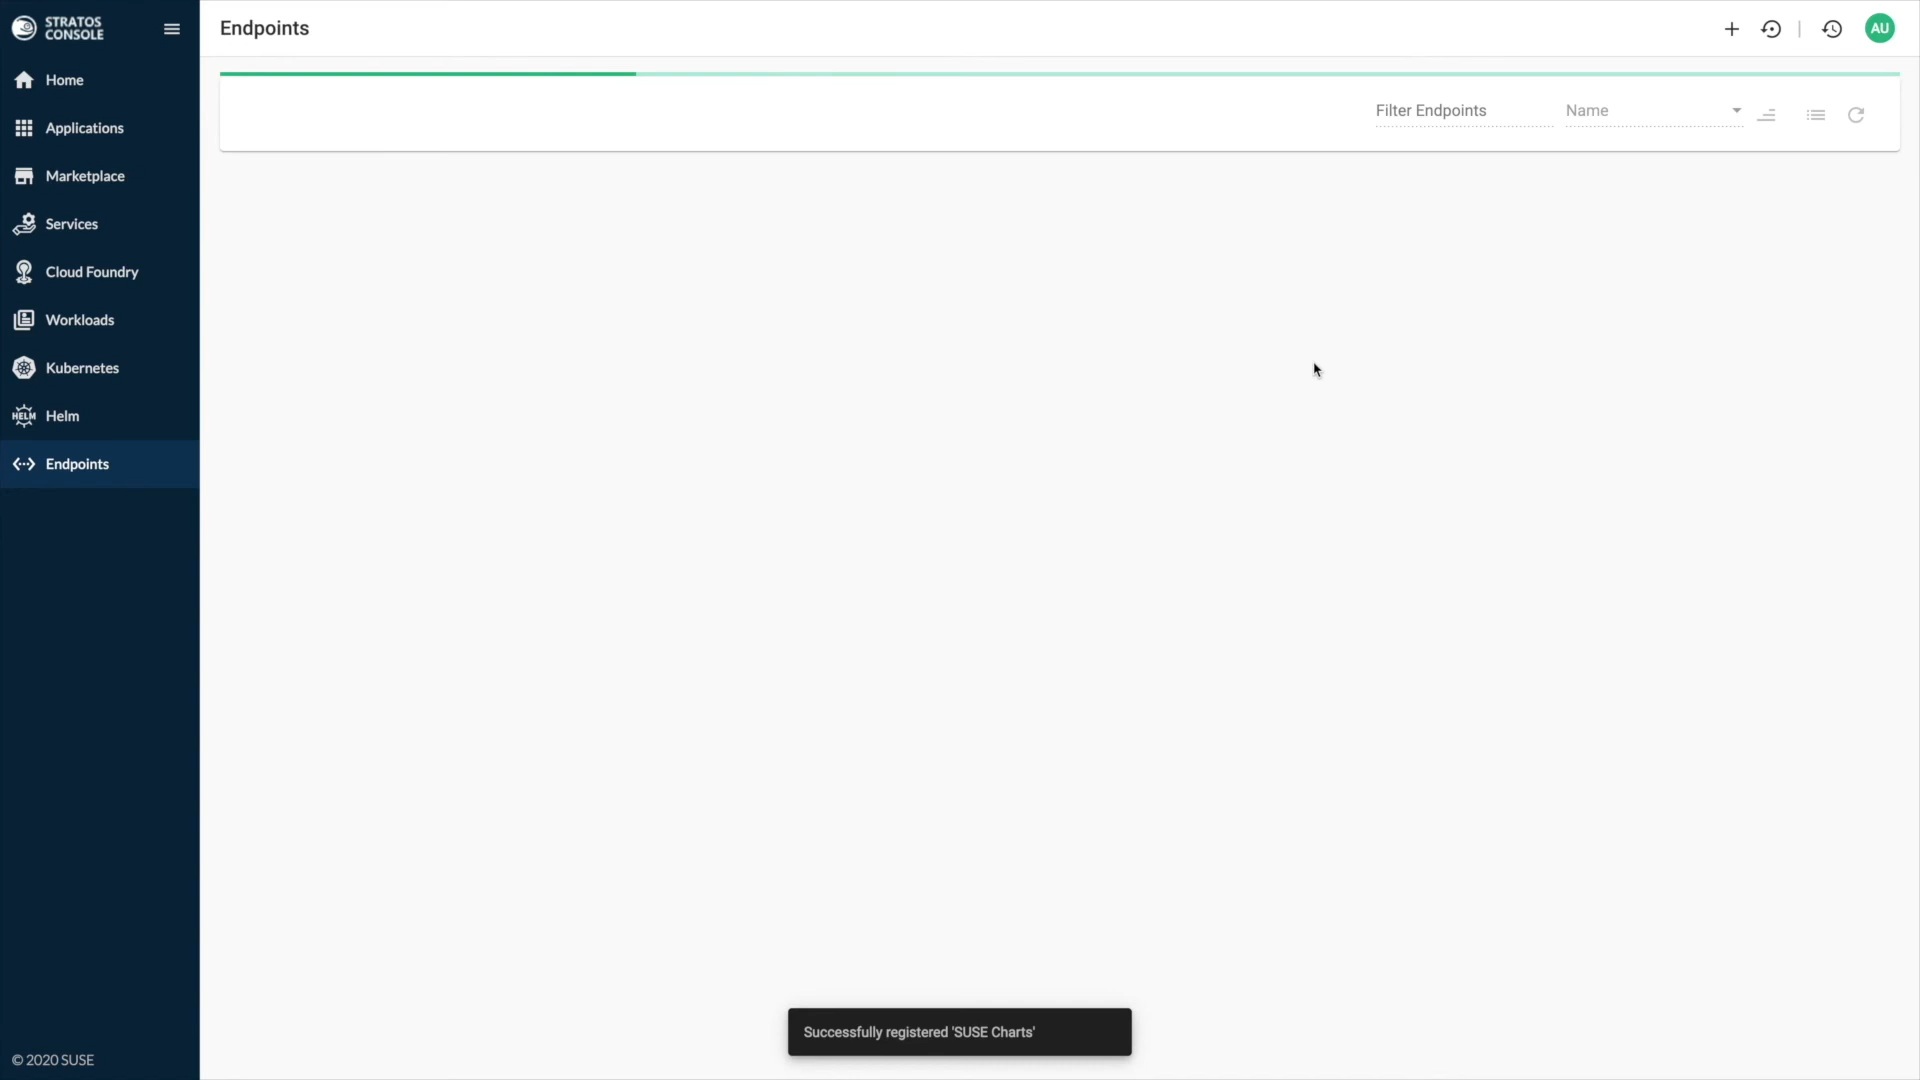 STRATOS
CONSOLE
Endpoints
AU
Home
Applications
Marketplace
Services
Cloud Foundry
Workloads
Kubernetes
HELM
Helm
Endpoints
Filter Endpoints
Name
Successfully registered 'SUSE Charts'
© 2020 SUSE